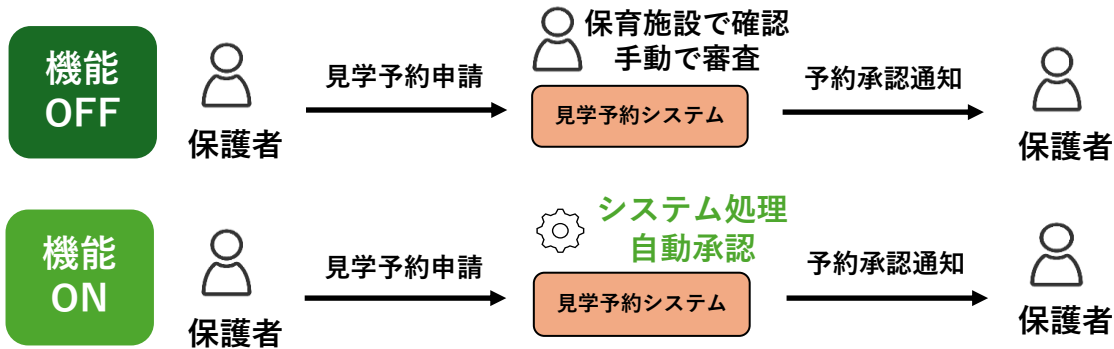 機能
OFF
保護者
見学予約申請
保育施設で確認
手動で審査
見学予約システム
予約承認通知
保護者
機能
ON
保護者
見学予約申請
システム処理
自動承認
見学予約システム
予約承認通知
保護者